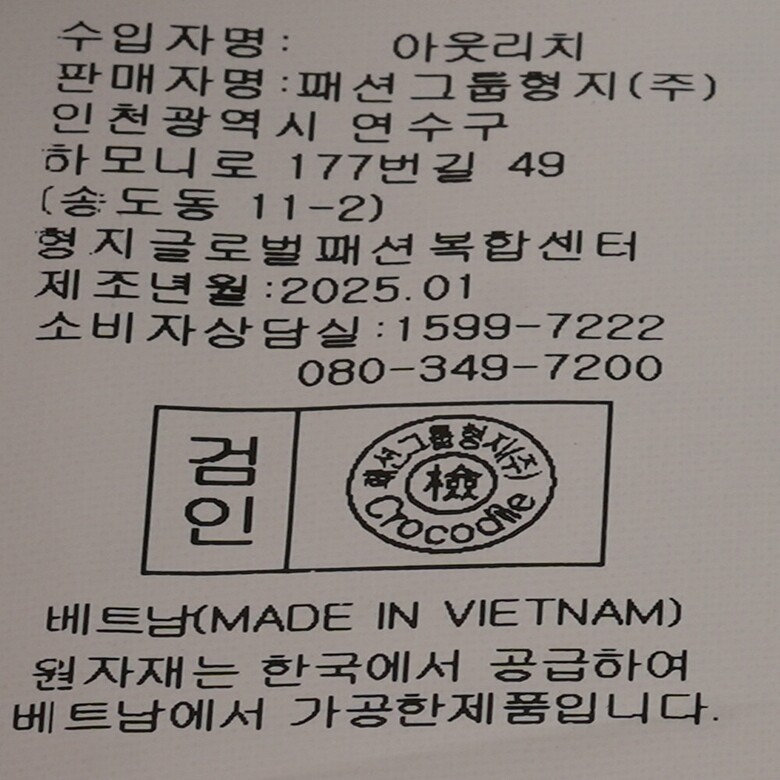 수입자명: 아웃리치
판매자명:패션그룹형지(주)
인천광역시 연수구
하모니로 177번길 49
(송도동 11-2)
형지글로벌패션복합센터
제조년월:2025.01
소비자상담실:1599-7222
080-349-7200
검인
패션그룹형지(주)
檢
Crocodile
베트남(MADE IN VIETNAM)
원자재는 한국에서 공급하여
베트남에서 가공한제품입니다.